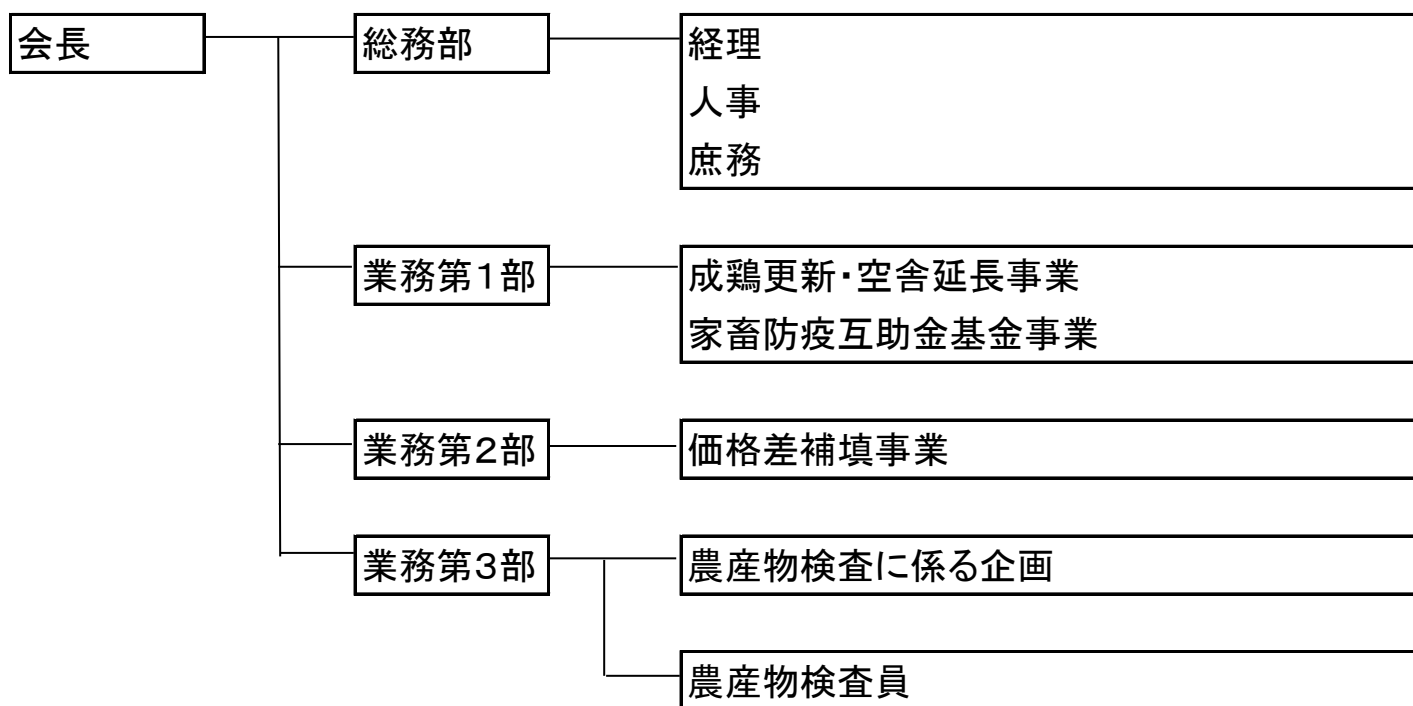 会長
総務部
経理
人事
庶務
業務第１部
成鶏更新・空舎延長事業
家畜防疫互助金基金事業
業務第２部
価格差補填事業
業務第３部
農産物検査に係る企画
農産物検査員